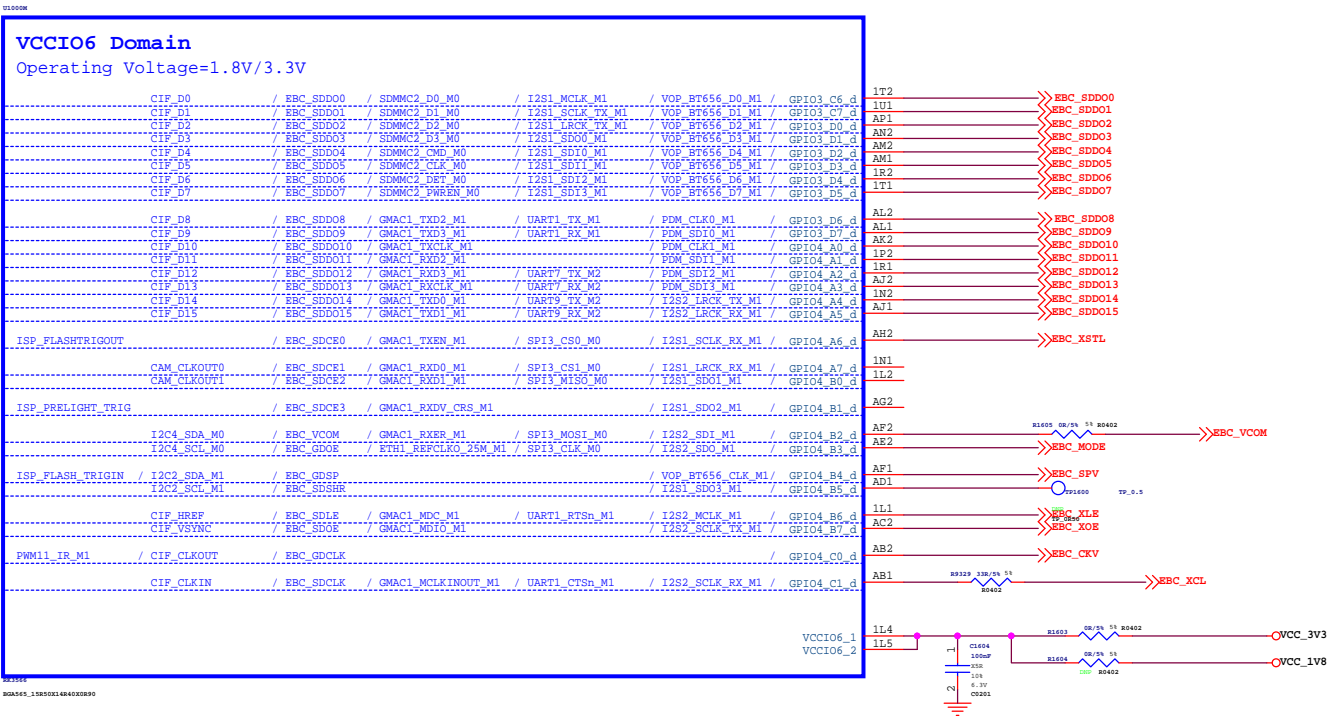 U1000M
VCCIO6 Domain
Operating Voltage=1.8V/3.3V
CIF_D0 / EBC_SDDO0 / SDMMC2_D0_M0 / I2S1_MCLK_M1 / VOP_BT656_D0_M1 / GPIO3_C6_d 1T2 EBC_SDDO0
CIF_D1 / EBC_SDDO1 / SDMMC2_D1_M0 / I2S1_SCLK_TX_M1 / VOP_BT656_D1_M1 / GPIO3_C7_d 1U1 EBC_SDDO1
CIF_D2 / EBC_SDDO2 / SDMMC2_D2_M0 / I2S1_LRCK_TX_M1 / VOP_BT656_D2_M1 / GPIO3_D0_d AP1 EBC_SDDO2
CIF_D3 / EBC_SDDO3 / SDMMC2_D3_M0 / I2S1_SDO0_M1 / VOP_BT656_D3_M1 / GPIO3_D1_d AN2 EBC_SDDO3
CIF_D4 / EBC_SDDO4 / SDMMC2_CMD_M0 / I2S1_SDI0_M1 / VOP_BT656_D4_M1 / GPIO3_D2_d AM2 EBC_SDDO4
CIF_D5 / EBC_SDDO5 / SDMMC2_CLK_M0 / I2S1_SDI1_M1 / VOP_BT656_D5_M1 / GPIO3_D3_d AM1 EBC_SDDO5
CIF_D6 / EBC_SDDO6 / SDMMC2_DET_M0 / I2S1_SDI2_M1 / VOP_BT656_D6_M1 / GPIO3_D4_d 1R2 EBC_SDDO6
CIF_D7 / EBC_SDDO7 / SDMMC2_PWREN_M0 / I2S1_SDI3_M1 / VOP_BT656_D7_M1 / GPIO3_D5_d 1T1 EBC_SDDO7
CIF_D8 / EBC_SDDO8 / GMAC1_TXD2_M1 / UART1_TX_M1 / PDM_CLK0_M1 / GPIO3_D6_d AL2 EBC_SDDO8
CIF_D9 / EBC_SDDO9 / GMAC1_TXD3_M1 / UART1_RX_M1 / PDM_SDI0_M1 / GPIO3_D7_d AL1 EBC_SDDO9
CIF_D10 / EBC_SDDO10 / GMAC1_TXCLK_M1 / PDM_CLK1_M1 / GPIO4_A0_d AK2 EBC_SDDO10
CIF_D11 / EBC_SDDO11 / GMAC1_RXD2_M1 / PDM_SDI1_M1 / GPIO4_A1_d 1P2 EBC_SDDO11
CIF_D12 / EBC_SDDO12 / GMAC1_RXD3_M1 / UART7_TX_M2 / PDM_SDI2_M1 / GPIO4_A2_d 1R1 EBC_SDDO12
CIF_D13 / EBC_SDDO13 / GMAC1_RXCLK_M1 / UART7_RX_M2 / PDM_SDI3_M1 / GPIO4_A3_d AJ2 EBC_SDDO13
CIF_D14 / EBC_SDDO14 / GMAC1_TXD0_M1 / UART9_TX_M2 / I2S2_LRCK_TX_M1 / GPIO4_A4_d 1N2 EBC_SDDO14
CIF_D15 / EBC_SDDO15 / GMAC1_TXD1_M1 / UART9_RX_M2 / I2S2_LRCK_RX_M1 / GPIO4_A5_d AJ1 EBC_SDDO15
ISP_FLASHTRIGOUT / EBC_SDCE0 / GMAC1_TXEN_M1 / SPI3_CS0_M0 / I2S1_SCLK_RX_M1 / GPIO4_A6_d AH2 EBC_XSTL
CAM_CLKOUT0 / EBC_SDCE1 / GMAC1_RXD0_M1 / SPI3_CS1_M0 / I2S1_LRCK_RX_M1 / GPIO4_A7_d 1N1
CAM_CLKOUT1 / EBC_SDCE2 / GMAC1_RXD1_M1 / SPI3_MISO_M0 / I2S1_SDO1_M1 / GPIO4_B0_d 1L2
ISP_PRELIGHT_TRIG / EBC_SDCE3 / GMAC1_RXDV_CRS_M1 / I2S1_SDO2_M1 / GPIO4_B1_d AG2
I2C4_SDA_M0 / EBC_VCOM / GMAC1_RXER_M1 / SPI3_MOSI_M0 / I2S2_SDI_M1 / GPIO4_B2_d AF2 R1605 0R/5% 5% R0402 EBC_VCOM
I2C4_SCL_M0 / EBC_GDOE / ETH1_REFCLKO_25M_M1 / SPI3_CLK_M0 / I2S2_SDO_M1 / GPIO4_B3_d AE2 EBC_MODE
ISP_FLASH_TRIGIN / I2C2_SDA_M1 / EBC_GDSP / VOP_BT656_CLK_M1 / GPIO4_B4_d AF1 EBC_SPV
I2C2_SCL_M1 / EBC_SDSHR / I2S1_SDO3_M1 / GPIO4_B5_d AD1 TP1600 TP_0.5
CIF_HREF / EBC_SDLE / GMAC1_MDC_M1 / UART1_RTSn_M1 / I2S2_MCLK_M1 / GPIO4_B6_d 1L1 EBC_XLE
CIF_VSYNC / EBC_SDOE / GMAC1_MDIO_M1 / I2S2_SCLK_TX_M1 / GPIO4_B7_d AC2 EBC_XOE
PWM11_IR_M1 / CIF_CLKOUT / EBC_GDCLK / GPIO4_C0_d AB2 EBC_CKV
CIF_CLKIN / EBC_SDCLK / GMAC1_MCLKINOUT_M1 / UART1_CTSn_M1 / I2S2_SCLK_RX_M1 / GPIO4_C1_d AB1 R9329 33R/5% 5% R0402 EBC_XCL
VCCIO6_1 1L4 R1603 0R/5% 5% R0402 VCC_3V3
VCCIO6_2 1L5
R1604 0R/5% 5% DNP R0402 VCC_1V8
1 C1604
100nF
X5R
10%
6.3V
2 C0201
RK3566
BGA565_15R50X14R40X0R90